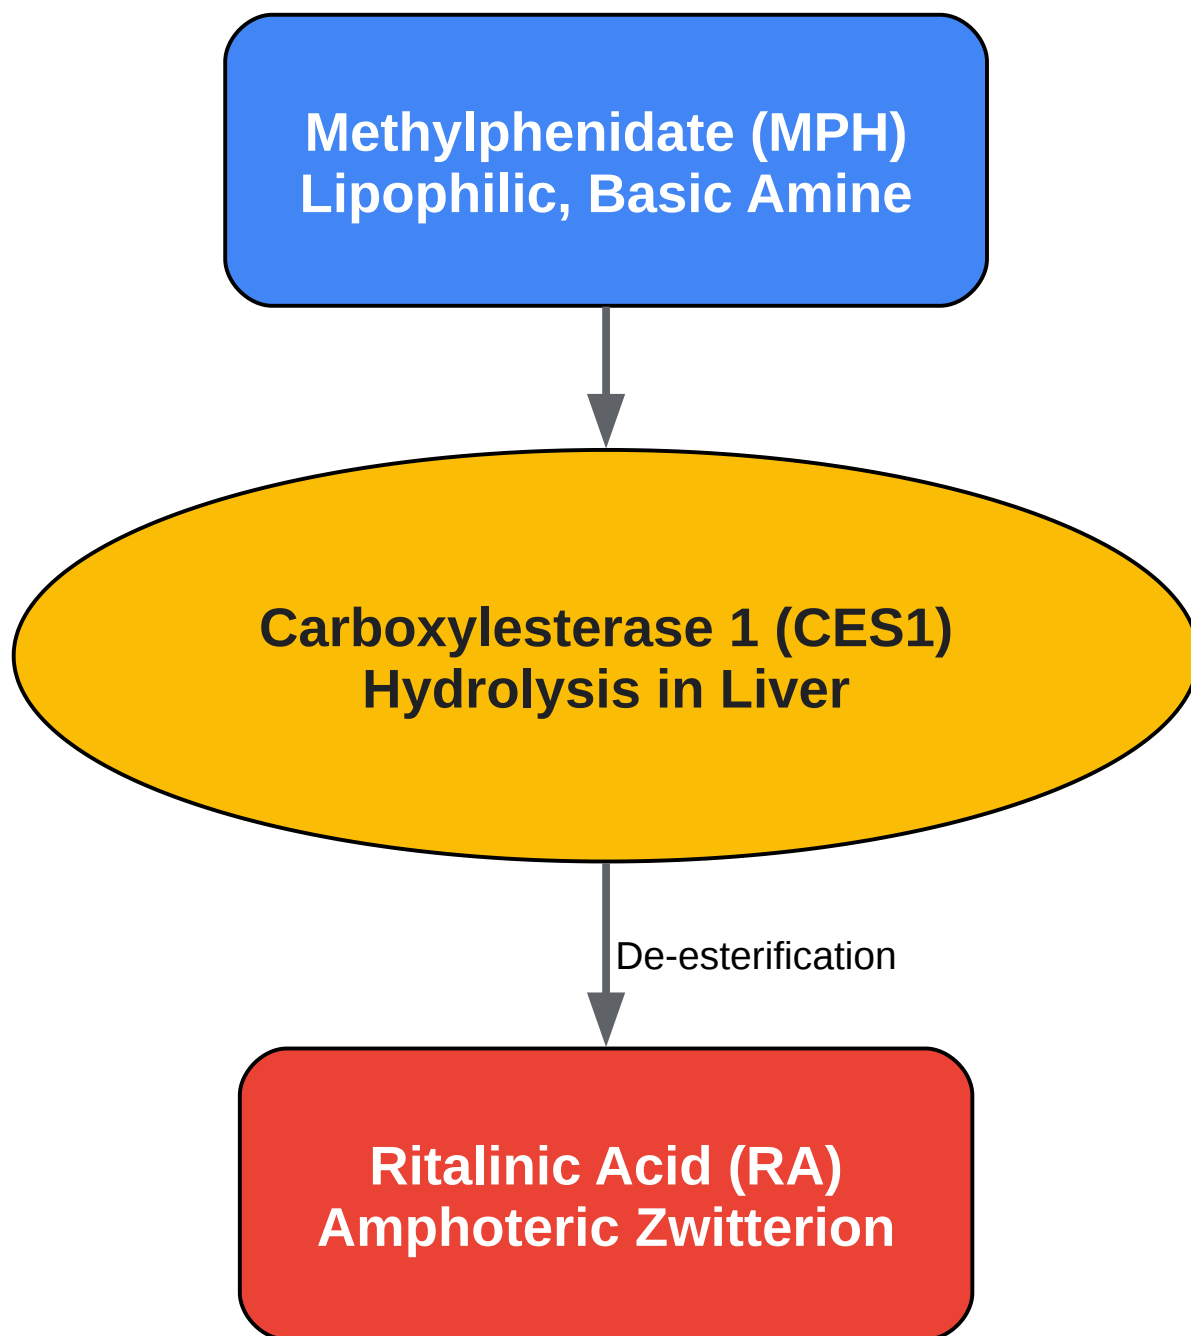 Methylphenidate (MPH)
Lipophilic, Basic Amine
Carboxylesterase 1 (CES1)
Hydrolysis in Liver
De-esterification
Ritalinic Acid (RA)
Amphoteric Zwitterion